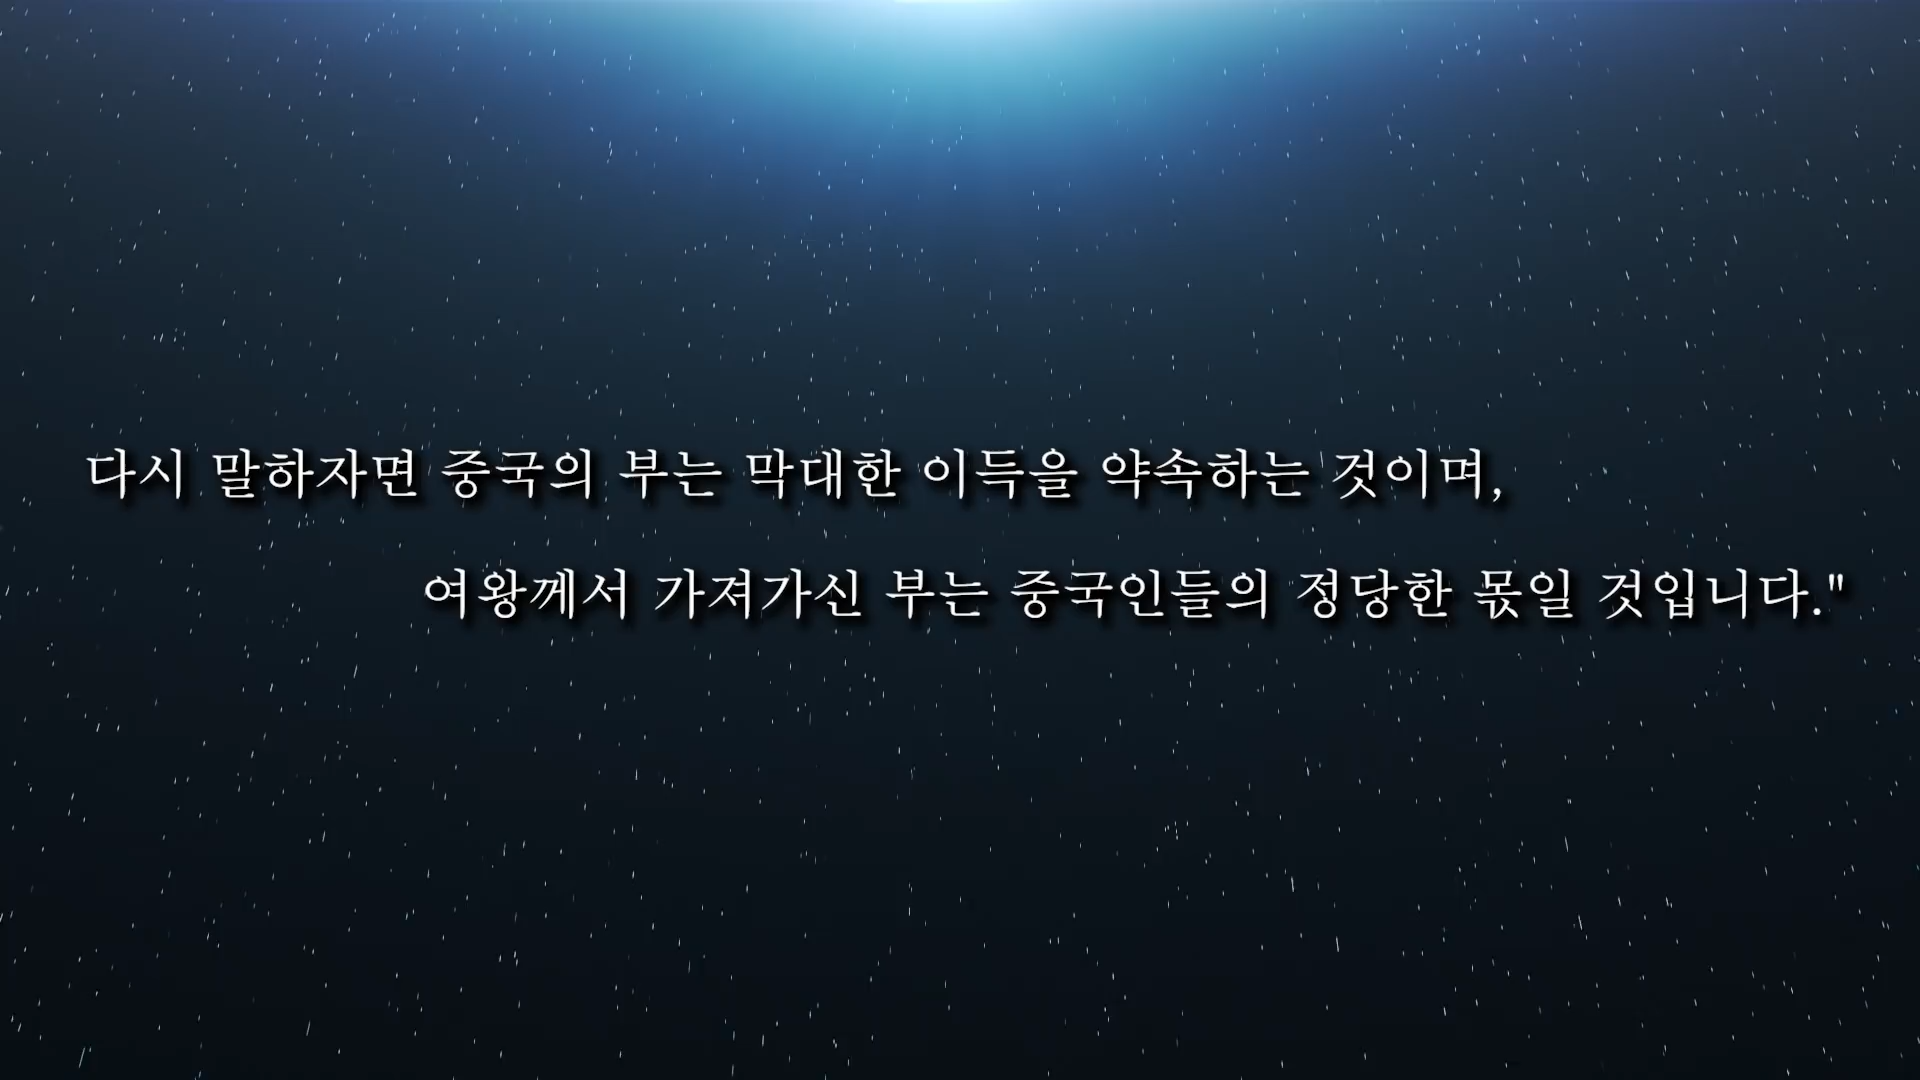 다시 말하자면 중국의 부는 막대한 이득을 약속하는 것이며,
여왕께서 가져가신 부는 중국인들의 정당한 몫일 것입니다."